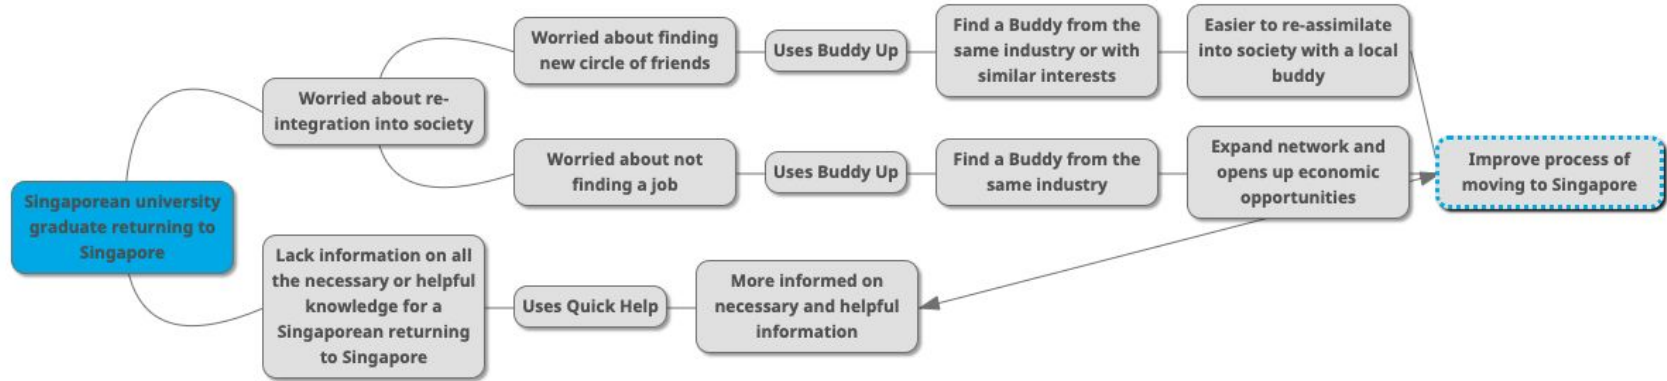 Singaporean university
graduate returning to
Singapore
Worried about re-
integration into society
Worried about finding
new circle of friends
Uses Buddy Up
Find a Buddy from the
same industry or with
similar interests
Easier to re-assimilate
into society with a local
buddy
Worried about not
finding a job
Uses Buddy Up
Find a Buddy from the
same industry
Expand network and
opens up economic
opportunities
Improve process of
moving to Singapore
Lack information on all
the necessary or helpful
knowledge for a
Singaporean returning
to Singapore
Uses Quick Help
More informed on
necessary and helpful
information